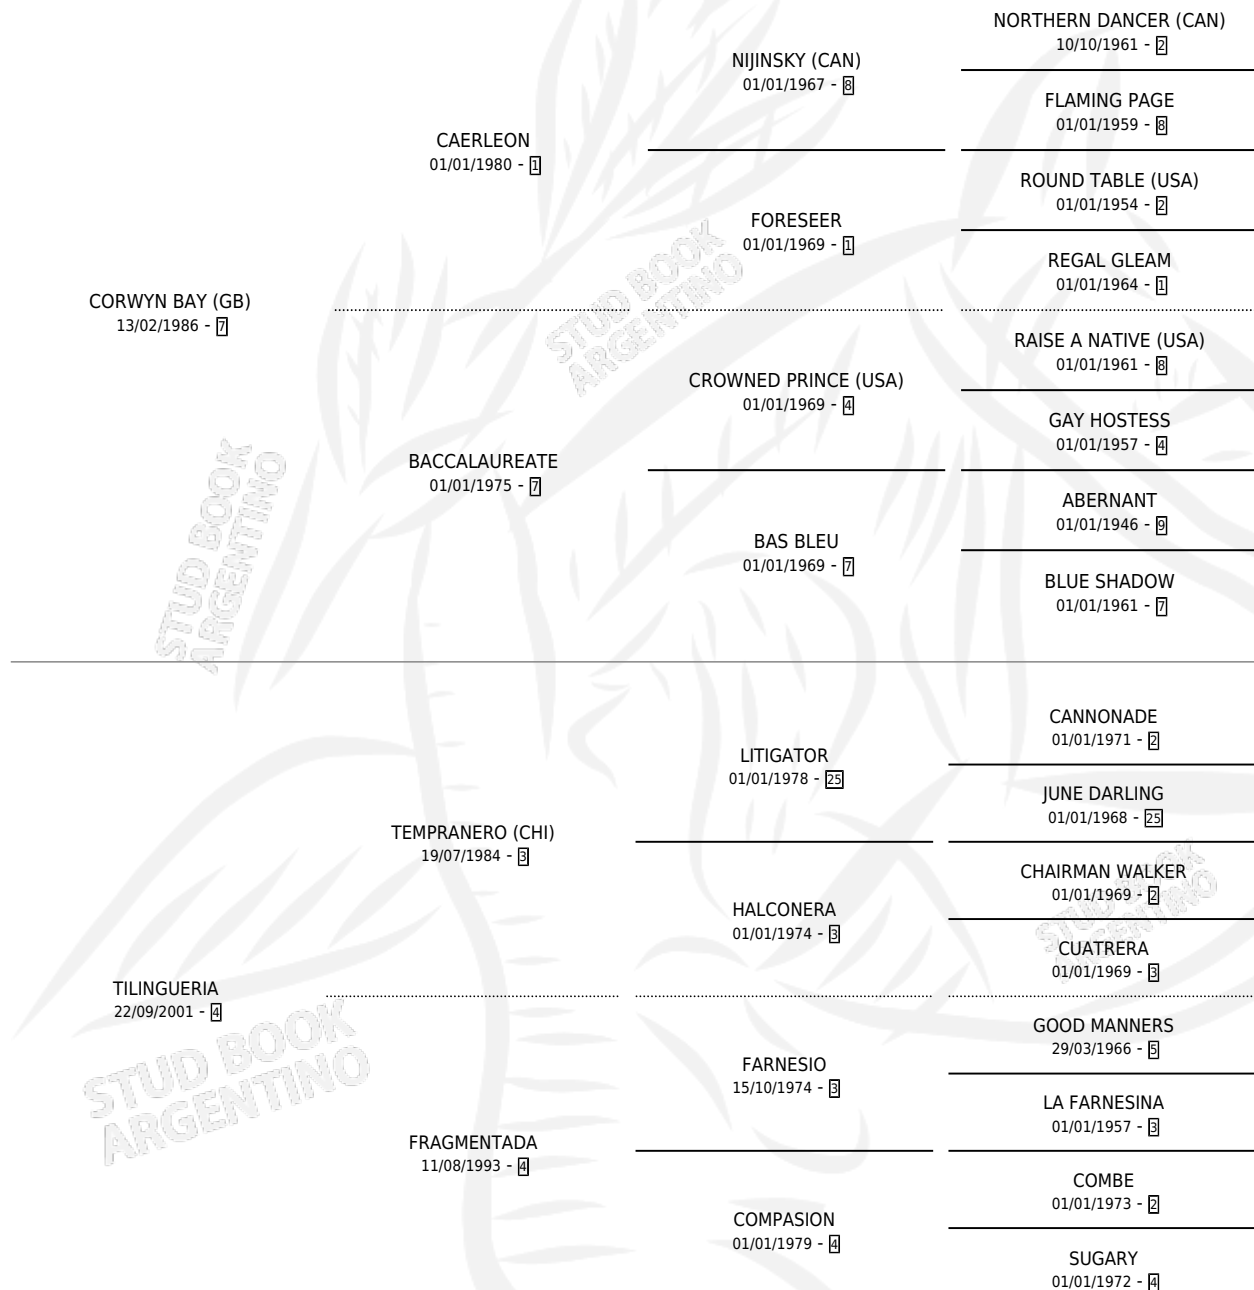 NORTHERN DANCER (CAN)
10/10/1961 - 2
NIJINSKY (CAN)
01/01/1967 - 8
FLAMING PAGE
01/01/1959 - 8
CAERLEON
01/01/1980 - 1
ROUND TABLE (USA)
01/01/1954 - 2
FORESEER
01/01/1969 - 1
REGAL GLEAM
01/01/1964 - 1
CORWYN BAY (GB)
13/02/1986 - 7
STUD BOOK
ARGENTINO
RAISE A NATIVE (USA)
01/01/1961 - 8
CROWNED PRINCE (USA)
01/01/1969 - 4
GAY HOSTESS
01/01/1957 - 4
BACCALAUREATE
01/01/1975 - 7
ABERNANT
01/01/1946 - 9
BAS BLEU
01/01/1969 - 7
BLUE SHADOW
01/01/1961 - 7
STUD BOOK
ARGENTINO
CANNONADE
01/01/1971 - 2
LITIGATOR
01/01/1978 - 25
JUNE DARLING
01/01/1968 - 25
TEMPRANERO (CHI)
19/07/1984 - 3
CHAIRMAN WALKER
01/01/1969 - 2
HALCONERA
01/01/1974 - 3
STUD BOOK
ARGENTINO
CUATRERA
01/01/1969 - 3
TILINGUERIA
22/09/2001 - 4
GOOD MANNERS
29/03/1966 - 5
FARNESIO
15/10/1974 - 3
LA FARNESINA
01/01/1957 - 3
STUD BOOK
ARGENTINO
FRAGMENTADA
11/08/1993 - 4
COMBE
01/01/1973 - 2
COMPASION
01/01/1979 - 4
SUGARY
01/01/1972 - 4